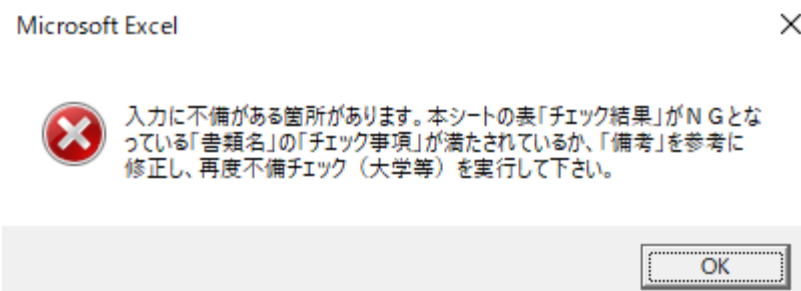 Microsoft Excel
入力に不備がある箇所があります。本シートの表「チェック結果」がＮＧとな
っている「書類名」の「チェック事項」が満たされているか、「備考」を参考に
修正し、再度不備チェック（大学等）を実行して下さい。
OK